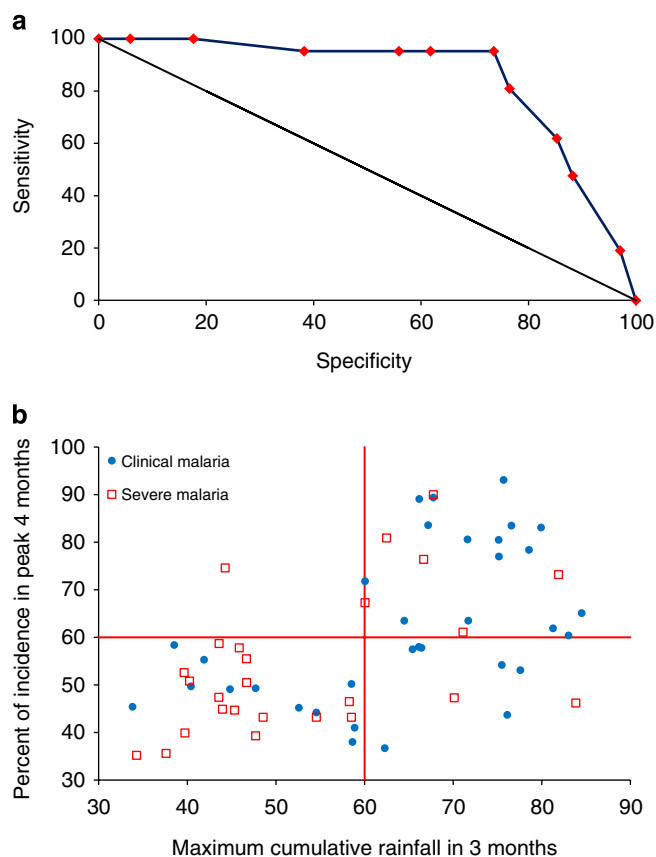 a
100
80
60
40
20
0
Sensitivity
0 20 40 60 80 100
Specificity
b
100
90
80
70
60
50
40
30
Percent of incidence in peak 4 months
Clinical malaria
Severe malaria
30 40 50 60 70 80 90
Maximum cumulative rainfall in 3 months